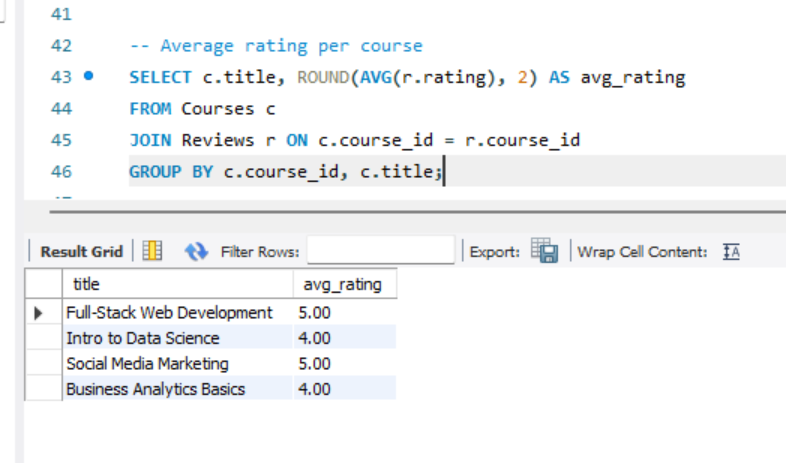 41
42 -- Average rating per course
43 SELECT c.title, ROUND(AVG(r.rating), 2) AS avg_rating
44 FROM Courses c
45 JOIN Reviews r ON c.course_id = r.course_id
46 GROUP BY c.course_id, c.title;
Result Grid Filter Rows: Export: Wrap Cell Content: IA
title avg_rating
Full-Stack Web Development 5.00
Intro to Data Science 4.00
Social Media Marketing 5.00
Business Analytics Basics 4.00